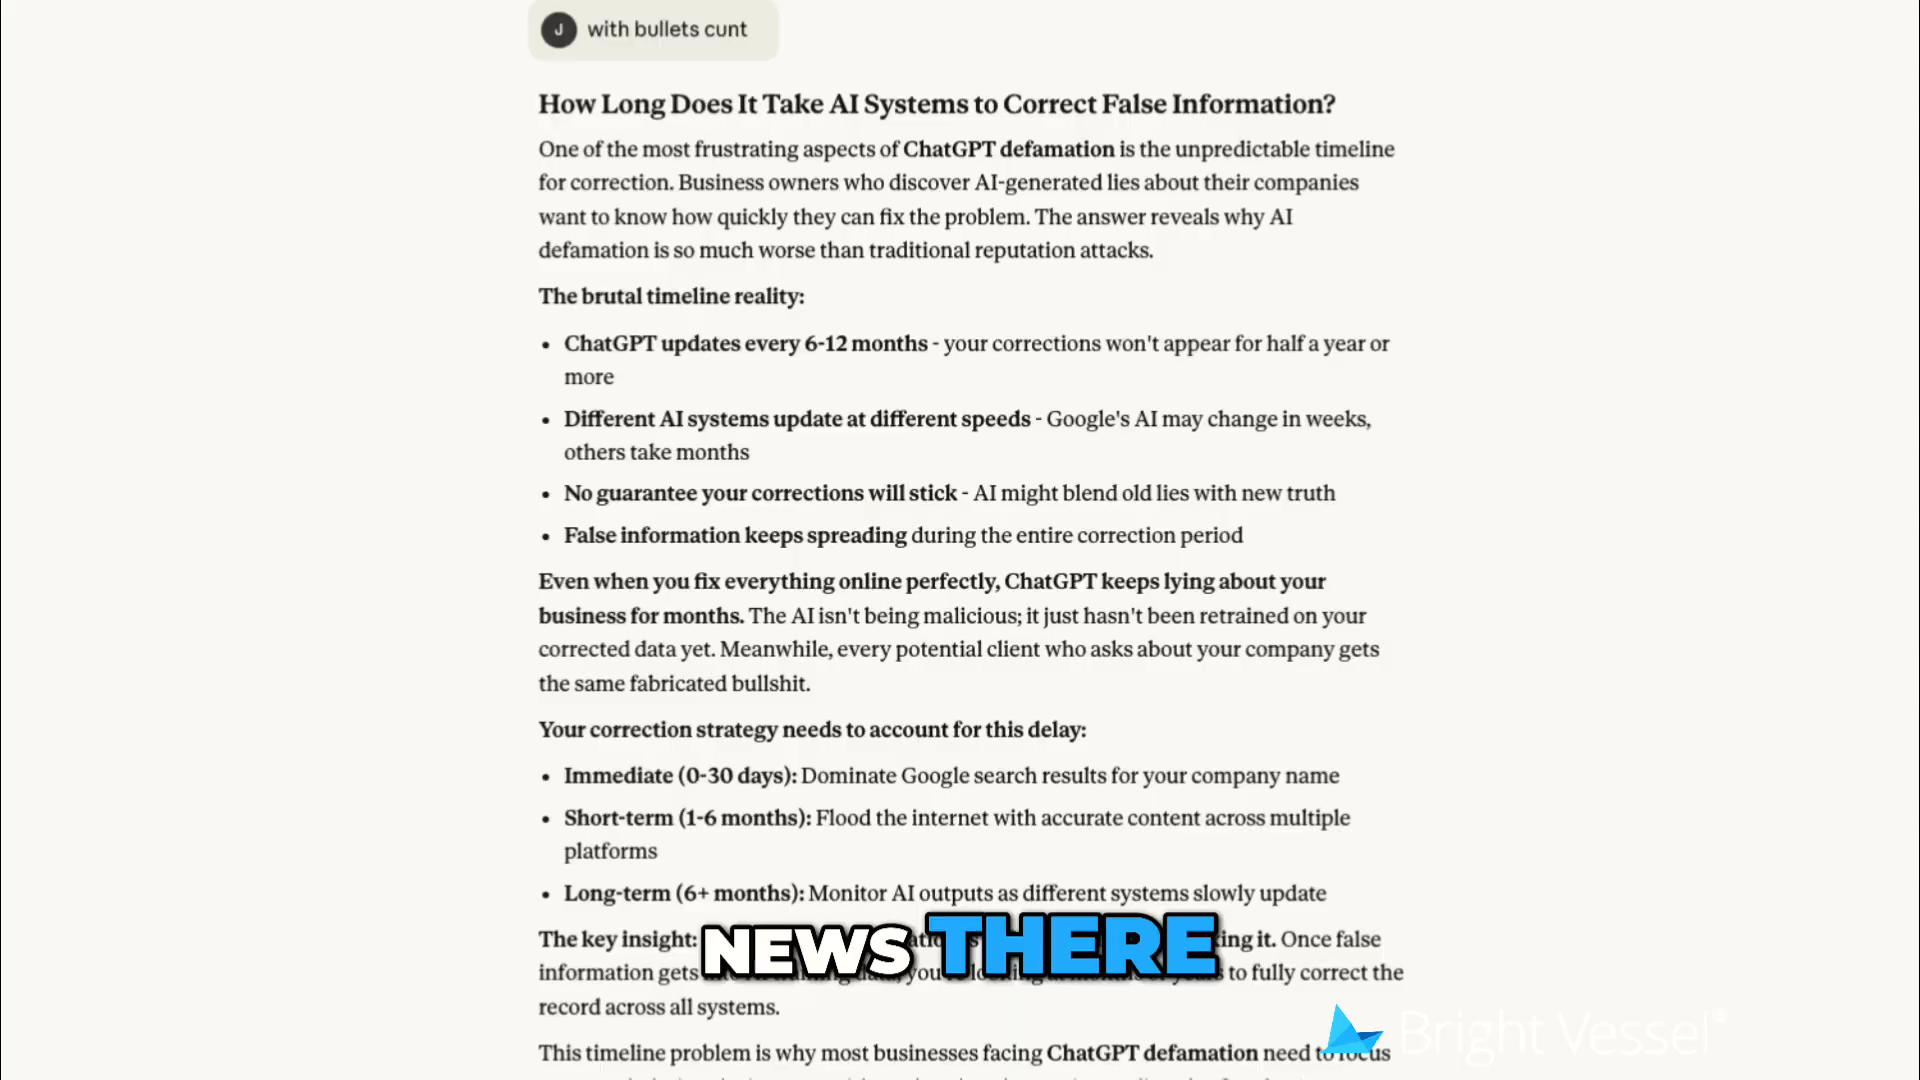 J with bullets cunt
How Long Does It Take AI Systems to Correct False Information?
One of the most frustrating aspects of ChatGPT defamation is the unpredictable timeline
for correction. Business owners who discover AI-generated lies about their companies
want to know how quickly they can fix the problem. The answer reveals why AI
defamation is so much worse than traditional reputation attacks.
The brutal timeline reality:
• ChatGPT updates every 6-12 months - your corrections won't appear for half a year or
more
• Different AI systems update at different speeds - Google's AI may change in weeks,
others take months
• No guarantee your corrections will stick - AI might blend old lies with new truth
• False information keeps spreading during the entire correction period
Even when you fix everything online perfectly, ChatGPT keeps lying about your
business for months. The AI isn't being malicious; it just hasn't been retrained on your
corrected data yet. Meanwhile, every potential client who asks about your company gets
the same fabricated bullshit.
Your correction strategy needs to account for this delay:
• Immediate (0-30 days): Dominate Google search results for your company name
• Short-term (1-6 months): Flood the internet with accurate content across multiple
platforms
• Long-term (6+ months): Monitor AI outputs as different systems slowly update
The key insight: it. Once false
NEWS THERE
information gets to fully correct the
record across all systems.
Bright Vessel®
This timeline problem is why most businesses facing ChatGPT defamation need to focus